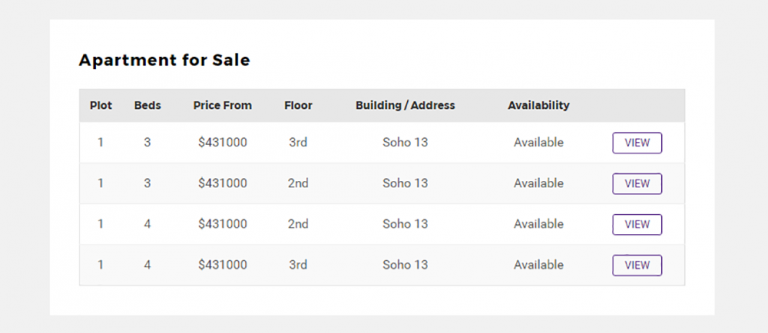 Apartment for Sale
Plot Beds Price From Floor Building / Address Availability
1 3 $431000 3rd Soho 13 Available VIEW
1 3 $431000 2nd Soho 13 Available VIEW
1 4 $431000 2nd Soho 13 Available VIEW
1 4 $431000 3rd Soho 13 Available VIEW